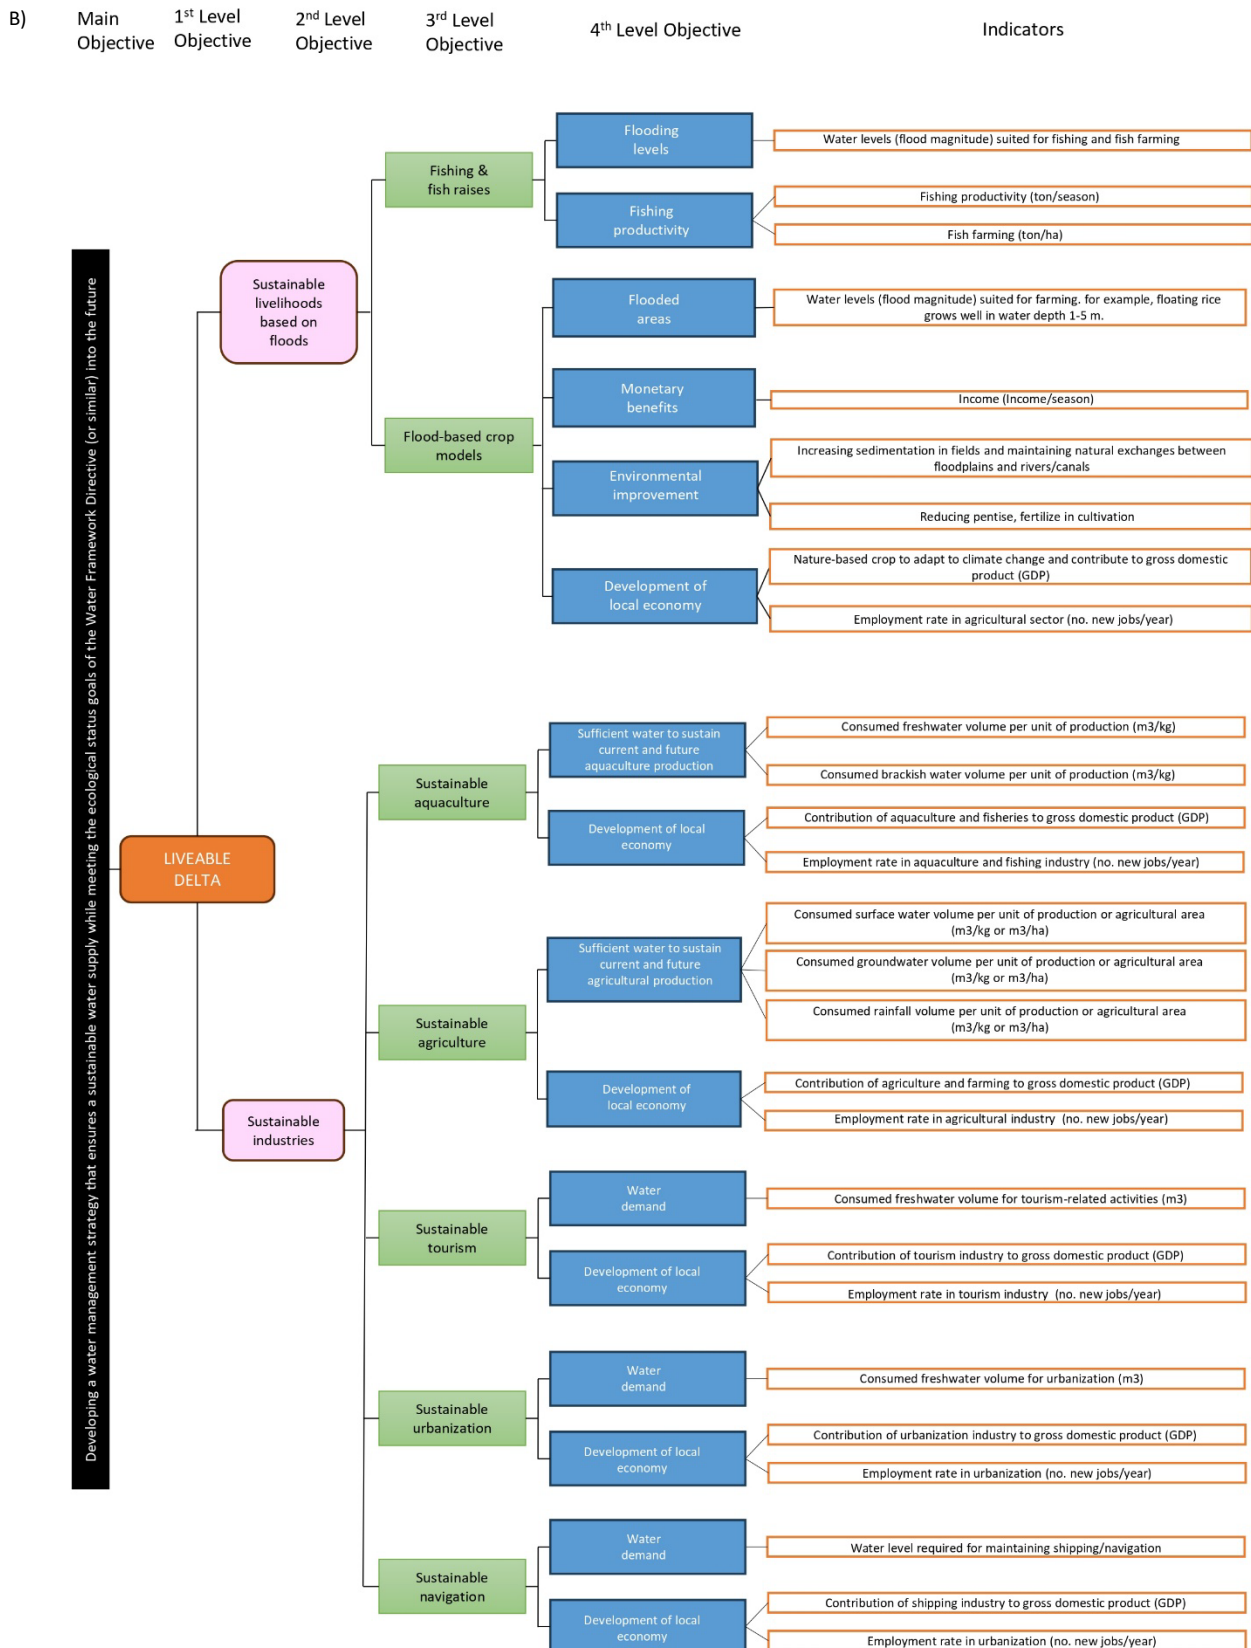 B)
Main
Objective
1st Level
Objective
2nd Level
Objective
3rd Level
Objective
4th Level Objective
Indicators
Developing a water management strategy that ensures a sustainable water supply while meeting the ecological status goals of the Water Framework Directive (or similar) into the future
LIVEABLE
DELTA
Sustainable
livelihoods
based on
floods
Fishing &
fish raises
Flooding
levels
Water levels (flood magnitude) suited for fishing and fish farming
Fishing
productivity
Fishing productivity (ton/season)
Fish farming (ton/ha)
Flood-based crop
models
Flooded
areas
Water levels (flood magnitude) suited for farming. for example, floating rice
grows well in water depth 1-5 m.
Monetary
benefits
Income (Income/season)
Environmental
improvement
Increasing sedimentation in fields and maintaining natural exchanges between
floodplains and rivers/canals
Reducing pentise, fertilize in cultivation
Development of
local economy
Nature-based crop to adapt to climate change and contribute to gross domestic
product (GDP)
Employment rate in agricultural sector (no. new jobs/year)
Sustainable
industries
Sustainable
aquaculture
Sufficient water to sustain
current and future
aquaculture production
Consumed freshwater volume per unit of production (m3/kg)
Consumed brackish water volume per unit of production (m3/kg)
Development of local
economy
Contribution of aquaculture and fisheries to gross domestic product (GDP)
Employment rate in aquaculture and fishing industry (no. new jobs/year)
Sustainable
agriculture
Sufficient water to sustain
current and future
agricultural production
Consumed surface water volume per unit of production or agricultural area
(m3/kg or m3/ha)
Consumed groundwater volume per unit of production or agricultural area
(m3/kg or m3/ha)
Consumed rainfall volume per unit of production or agricultural area
(m3/kg or m3/ha)
Development of
local economy
Contribution of agriculture and farming to gross domestic product (GDP)
Employment rate in agricultural industry (no. new jobs/year)
Sustainable
tourism
Water
demand
Consumed freshwater volume for tourism-related activities (m3)
Development of local
economy
Contribution of tourism industry to gross domestic product (GDP)
Employment rate in tourism industry (no. new jobs/year)
Sustainable
urbanization
Water
demand
Consumed freshwater volume for urbanization (m3)
Development of local
economy
Contribution of urbanization industry to gross domestic product (GDP)
Employment rate in urbanization (no. new jobs/year)
Sustainable
navigation
Water
demand
Water level required for maintaining shipping/navigation
Development of local
economy
Contribution of shipping industry to gross domestic product (GDP)
Employment rate in urbanization (no. new jobs/year)